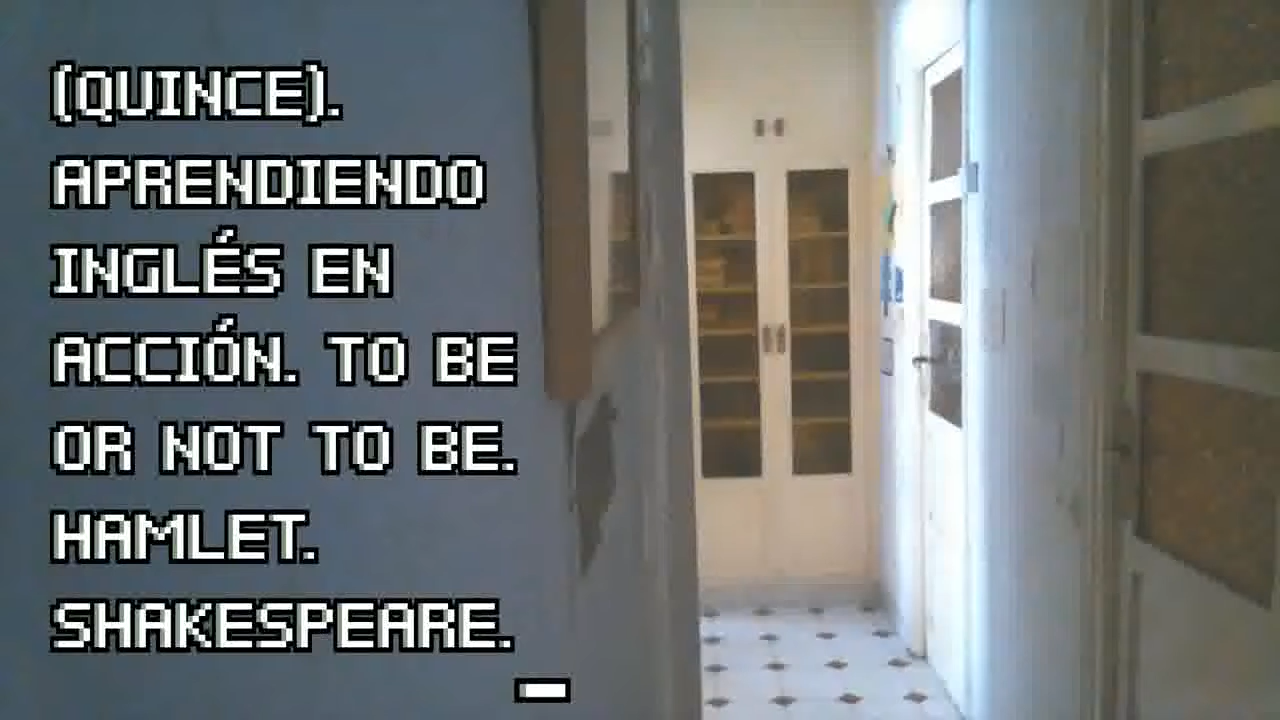 (QUINCE).
APRENDIENDO
INGLÉS EN
ACCIÓN. TO BE
OR NOT TO BE.
HAMLET.
SHAKESPEARE.